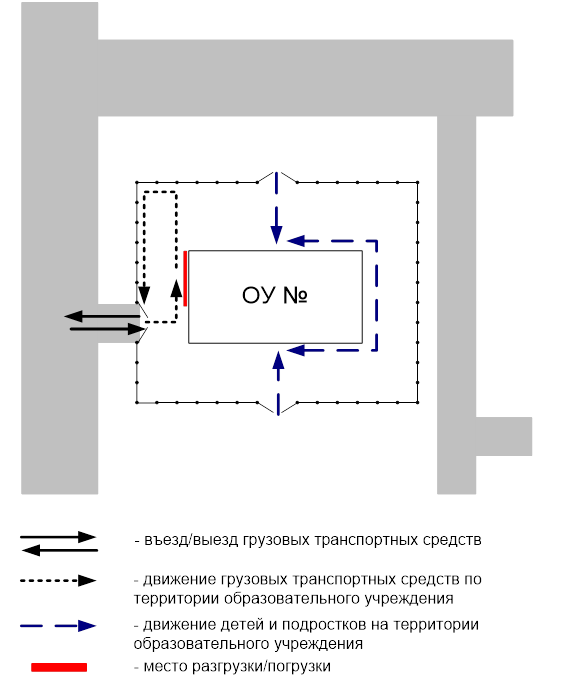 ОУ №
- въезд/выезд грузовых транспортных средств
- движение грузовых транспортных средств по
территории образовательного учреждения
- движение детей и подростков на территории
образовательного учреждения
- место разгрузки/погрузки